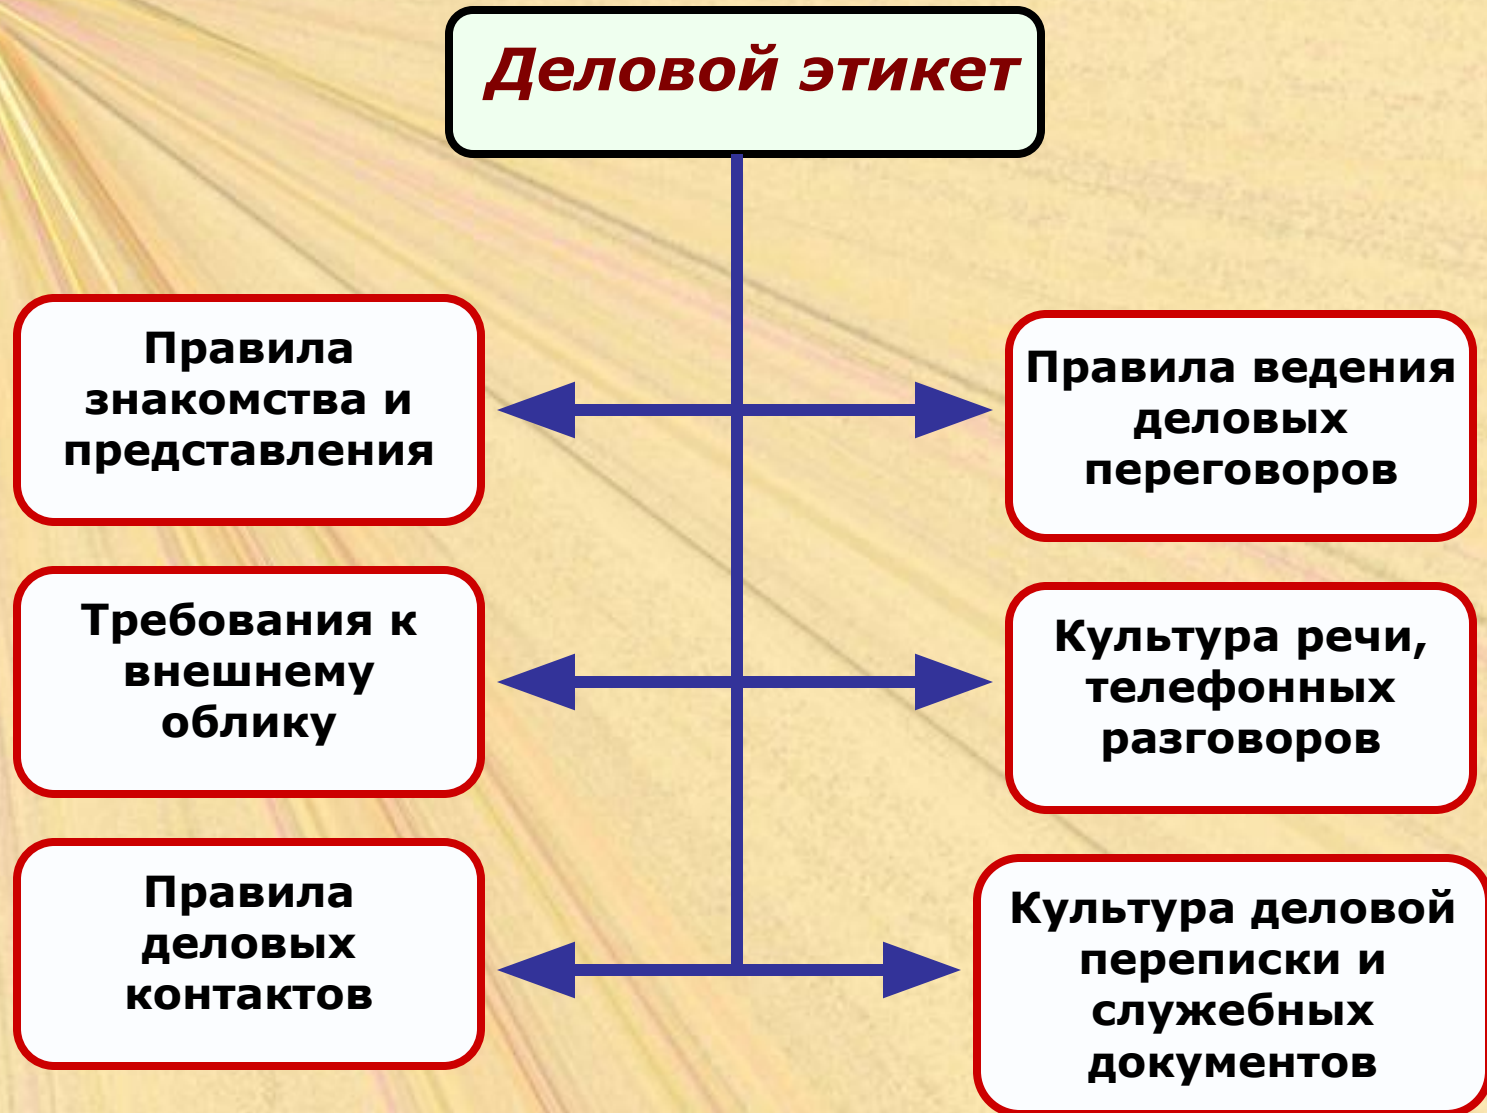 Деловой этикет
Правила
знакомства и
представления
Правила ведения
деловых
переговоров
Требования к
внешнему
облику
Культура речи,
телефонных
разговоров
Правила
деловых
контактов
Культура деловой
переписки и
служебных
документов